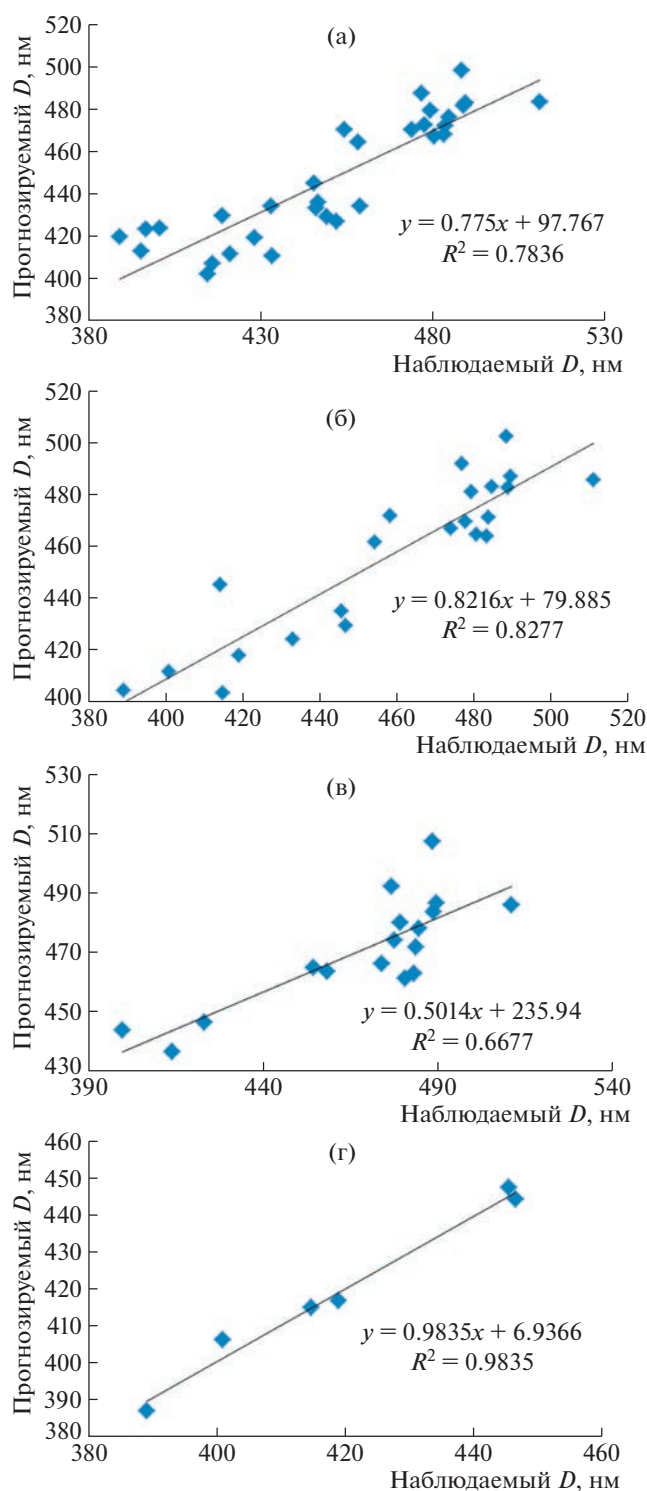 (а)
Прогнозируемый D, нм
520
500
480
460
440
420
400
380
y = 0.775x + 97.767
R² = 0.7836
380 430 480 530
Наблюдаемый D, нм
(б)
Прогнозируемый D, нм
520
500
480
460
440
420
400
y = 0.8216x + 79.885
R² = 0.8277
380 400 420 440 460 480 500 520
Наблюдаемый D, нм
(в)
Прогнозируемый D, нм
530
510
490
470
450
430
y = 0.5014x + 235.94
R² = 0.6677
390 440 490 540
Наблюдаемый D, нм
(г)
Прогнозируемый D, нм
460
450
440
430
420
410
400
390
380
y = 0.9835x + 6.9366
R² = 0.9835
380 400 420 440 460
Наблюдаемый D, нм